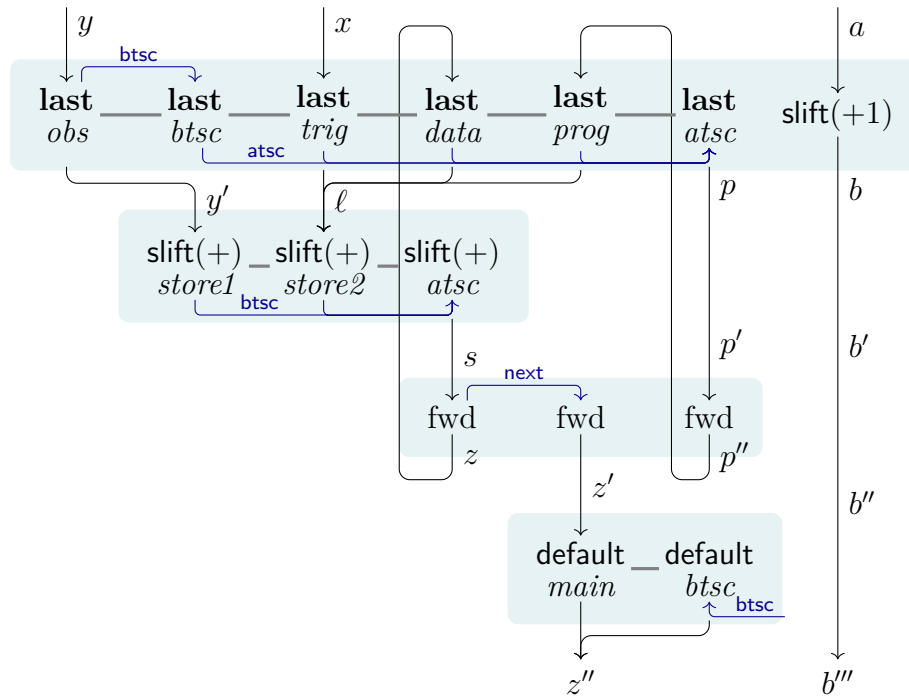 y x a
btsc
last last last last last last
obs btsc trig data prog atsc slift(+1)
atsc
y′ ℓ p b
slift(+) slift(+) slift(+)
store1 store2 atsc
btsc
s p′ b′
next
fwd fwd fwd
z p″
z′ b″
default default
main btsc
btsc
z″ b‴